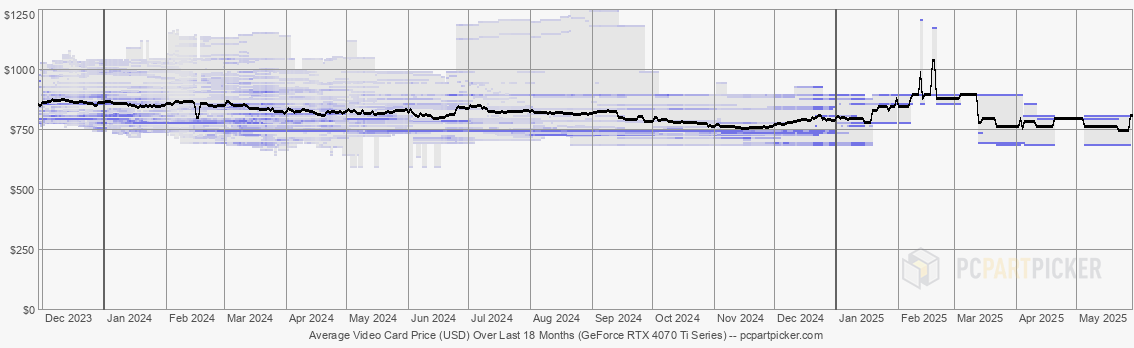 $1250
$1000
$750
$500
$250
$0
PCPARTPICKER
Dec 2023 Jan 2024 Feb 2024 Mar 2024 Apr 2024 May 2024 Jun 2024 Jul 2024 Aug 2024 Sep 2024 Oct 2024 Nov 2024 Dec 2024 Jan 2025 Feb 2025 Mar 2025 Apr 2025 May 2025
Average Video Card Price (USD) Over Last 18 Months (GeForce RTX 4070 Ti Series) -- pcpartpicker.com